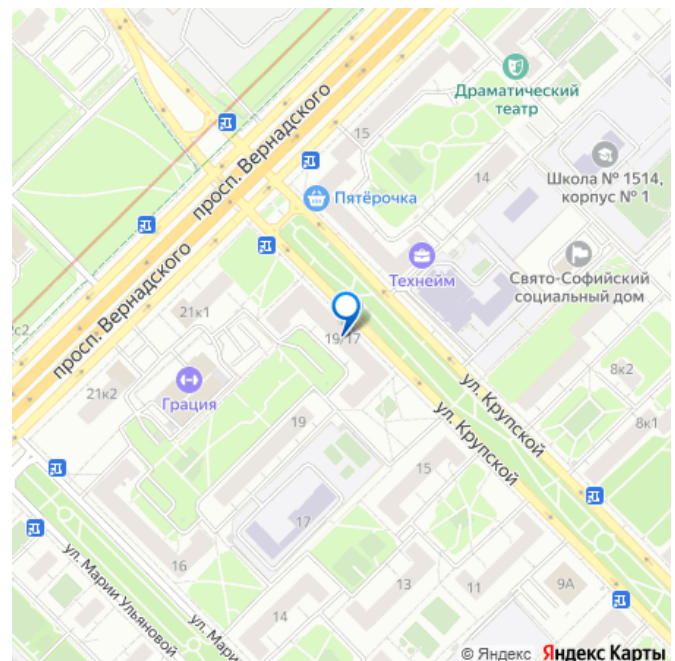 Драматический
театр
просп. Вернадского
15
14
Школа № 1514,
корпус № 1
Пятёрочка
Технейм
Свято-Софийский
социальный дом
просп. Вернадского
21к1
19/17
8к2
21к2
Грация
ул. Крупской
8к1
19
ул. Крупской
15
17
16
ул. Марии Ульяновой
13
11
9А
14
ул. Мари
© Яндекс Яндекс Карты